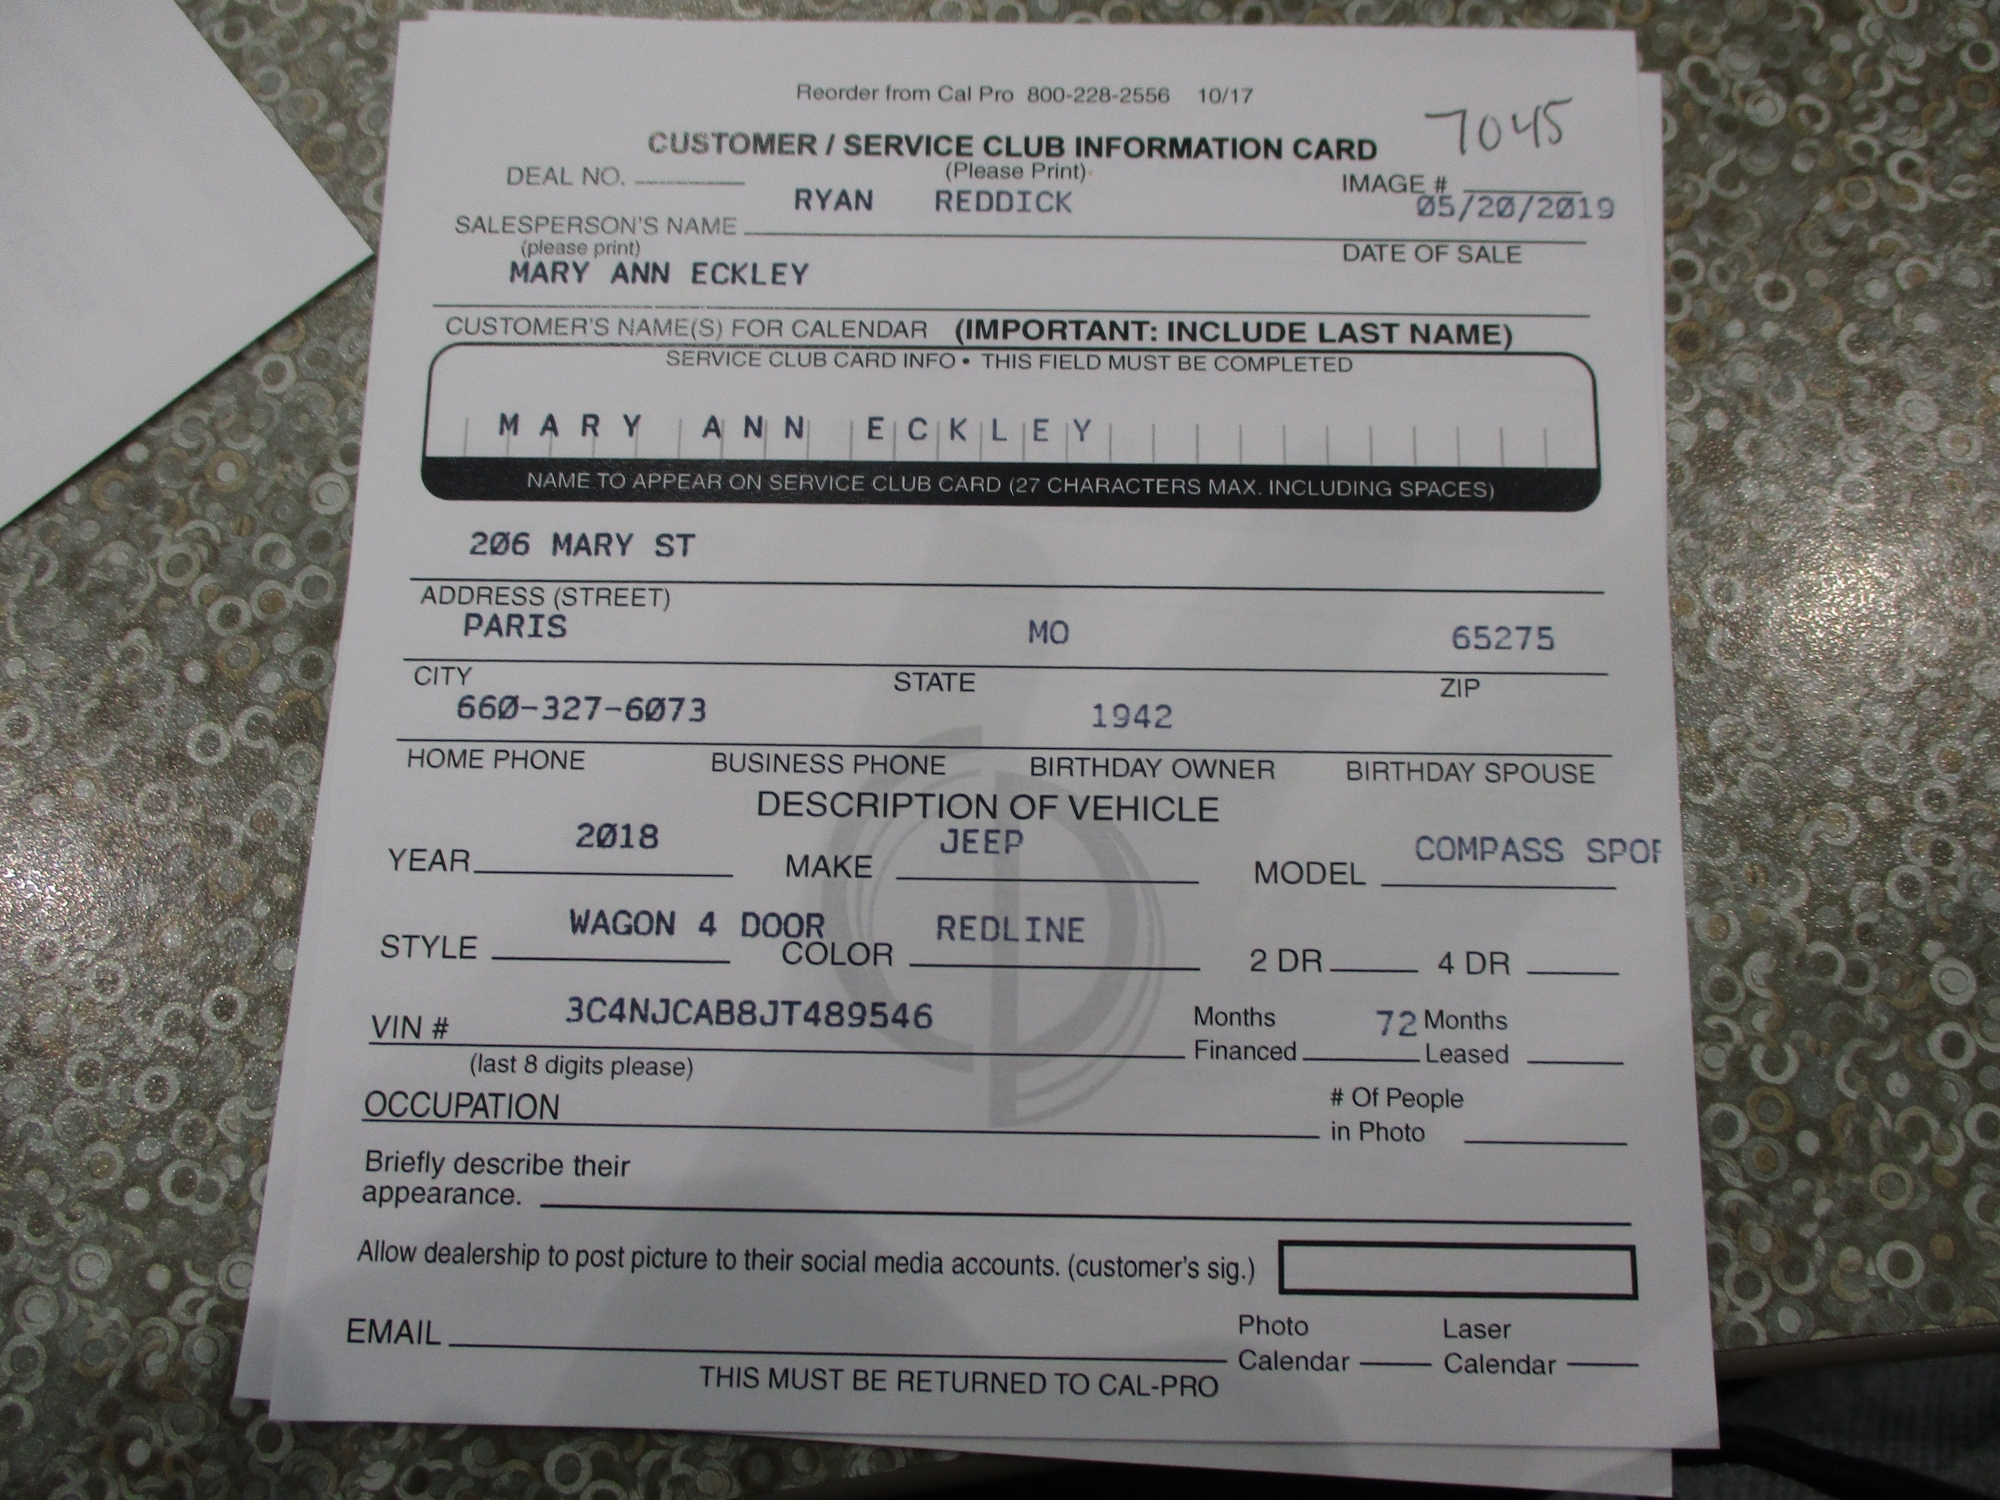 Reorder from Cal Pro 800-228-2556 10/17
7045
CUSTOMER / SERVICE CLUB INFORMATION CARD
(Please Print)
DEAL NO. IMAGE #
RYAN REDDICK 05/20/2019
SALESPERSON'S NAME
(please print) DATE OF SALE
MARY ANN ECKLEY
CUSTOMER'S NAME(S) FOR CALENDAR (IMPORTANT: INCLUDE LAST NAME)
SERVICE CLUB CARD INFO • THIS FIELD MUST BE COMPLETED
MARY ANN ECKLEY
NAME TO APPEAR ON SERVICE CLUB CARD (27 CHARACTERS MAX. INCLUDING SPACES)
206 MARY ST
ADDRESS (STREET)
PARIS MO 65275
CITY STATE ZIP
660-327-6073 1942
HOME PHONE BUSINESS PHONE BIRTHDAY OWNER BIRTHDAY SPOUSE
DESCRIPTION OF VEHICLE
2018 JEEP COMPASS SPOR
YEAR MAKE MODEL
WAGON 4 DOOR REDLINE
STYLE COLOR 2 DR 4 DR
3C4NJCAB8JT489546 72
VIN # Months Financed Months Leased
(last 8 digits please)
OCCUPATION # Of People
in Photo
Briefly describe their
appearance.
Allow dealership to post picture to their social media accounts. (customer's sig.)
EMAIL Photo Calendar Laser Calendar
THIS MUST BE RETURNED TO CAL-PRO